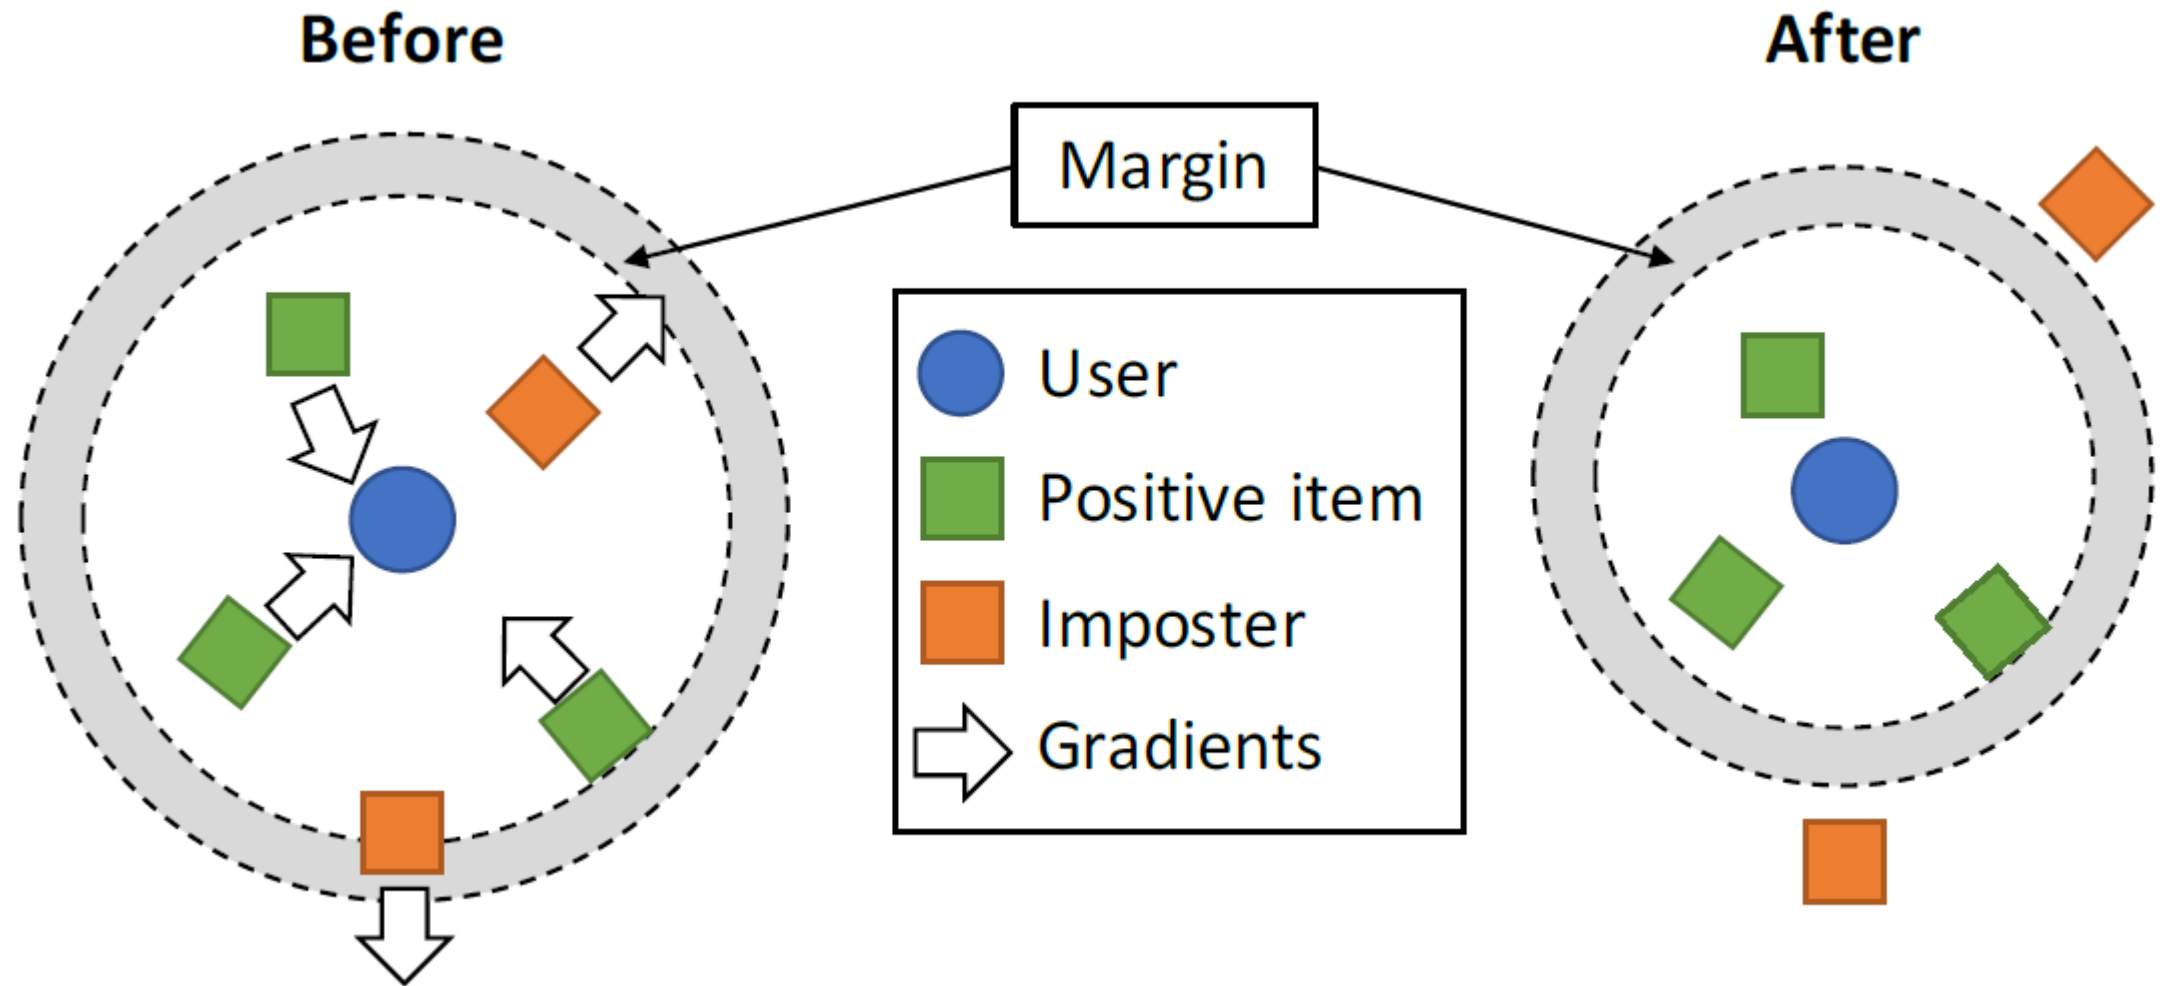 Before
After
Margin
User
Positive item
Imposter
Gradients